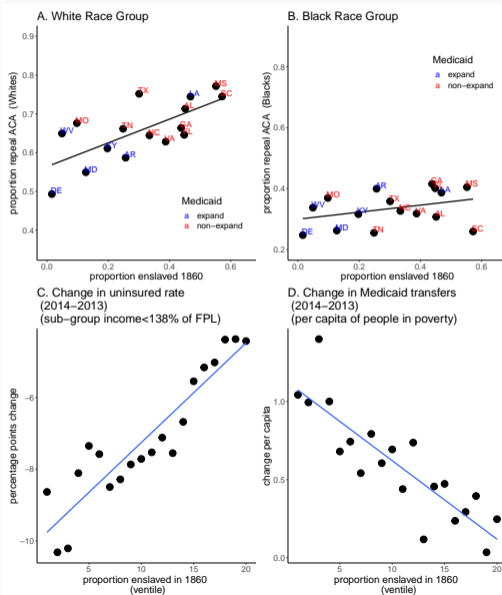 A. White Race Group
proportion repeal ACA (Whites)
0.9
0.8
0.7
0.6
0.5
0.4
DE
WV
MO
MD
KY
TN
AR
TX
NC
VA
GA
FL
AL
LA
MS
SC
Medicaid
a expand
a non-expand
0.0 0.2 0.4 0.6
proportion enslaved 1860
B. Black Race Group
proportion repeal ACA (Blacks)
0.8
0.6
0.4
0.2
DE
WV
MO
MD
KY
TN
AR
TX
NC
VA
GA
AL
MS
SC
Medicaid
a expand
a non-expand
0.0 0.2 0.4 0.6
proportion enslaved 1860
C. Change in uninsured rate
(2014−2013)
(sub−group income<138% of FPL)
percentage points change
−6
−8
−10
5 10 15 20
proportion enslaved in 1860
(ventile)
D. Change in Medicaid transfers
(2014−2013)
(per capita of people in poverty)
change per capita
1.0
0.5
0.0
5 10 15 20
proportion enslaved in 1860
(ventile)